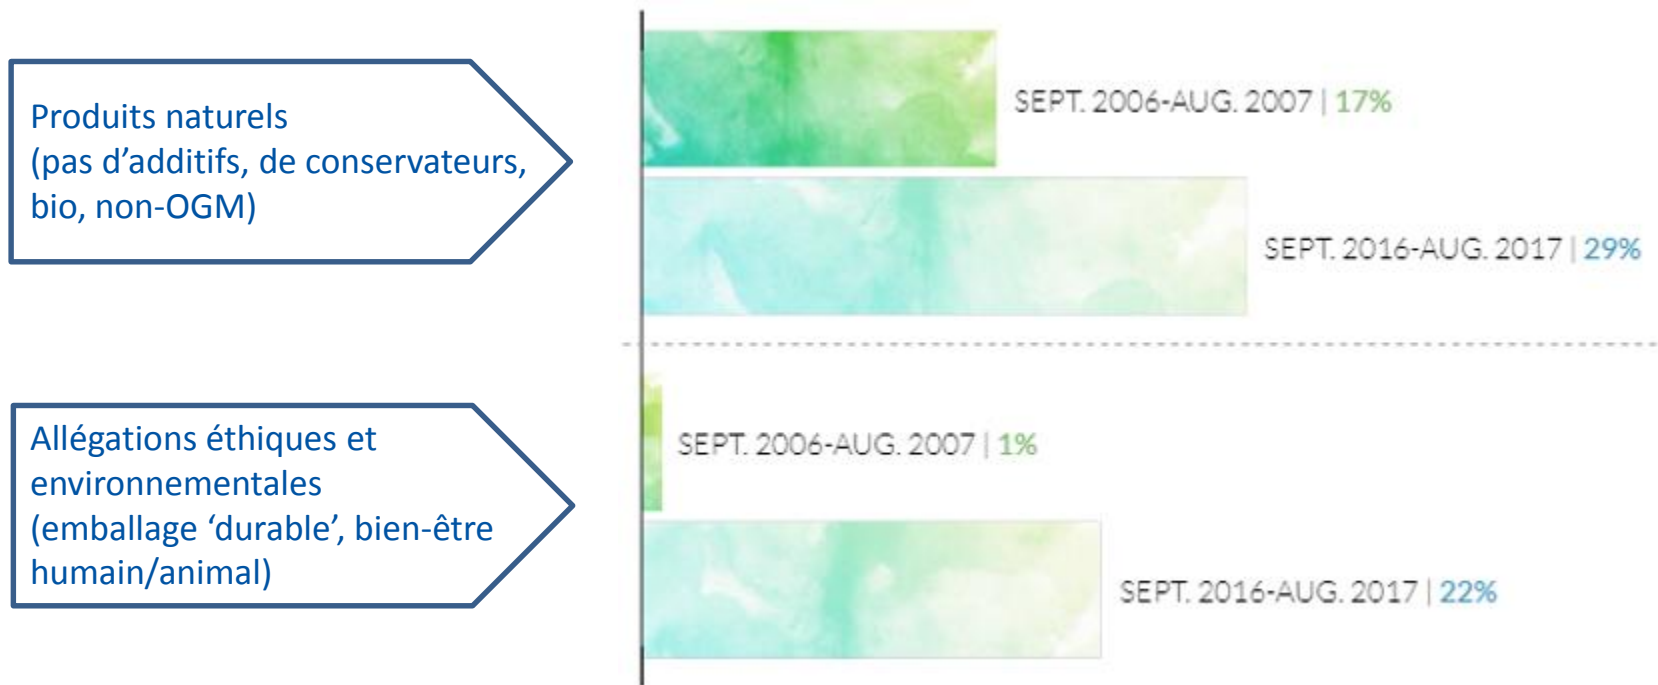 Produits naturels
(pas d’additifs, de conservateurs,
bio, non-OGM)
SEPT. 2006-AUG. 2007 | 17%
SEPT. 2016-AUG. 2017 | 29%
Allégations éthiques et
environnementales
(emballage ‘durable’, bien-être
humain/animal)
SEPT. 2006-AUG. 2007 | 1%
SEPT. 2016-AUG. 2017 | 22%